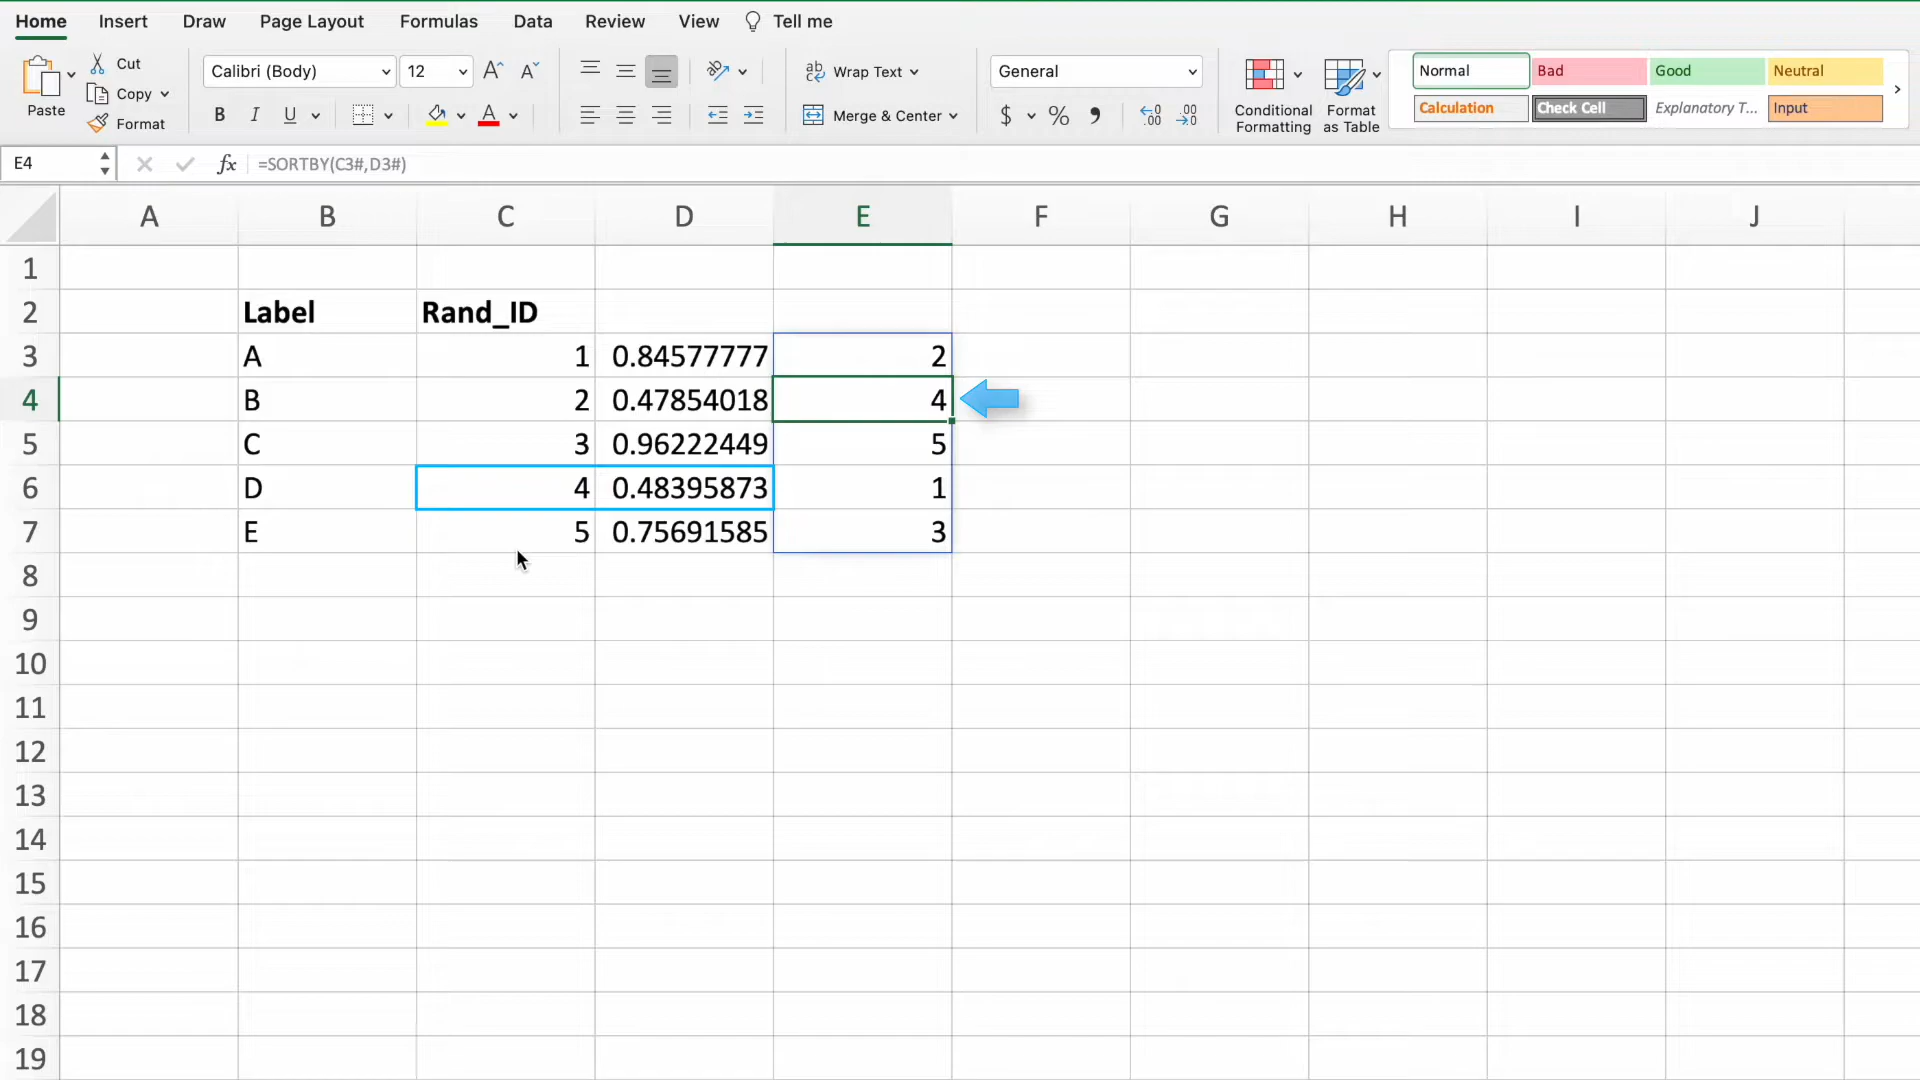 Home Insert Draw Page Layout Formulas Data Review View Tell me
Paste
Cut
Copy
Format
Calibri (Body) 12 A A
B I U A
ab Wrap Text
Merge & Center
General
$ % , .00 .00
Conditional Formatting
Format as Table
Normal Bad Good Neutral
Calculation Check Cell Explanatory T... Input
E4 fx =SORTBY(C3#,D3#)
A B C D E F G H I J
1
2 Label Rand_ID
3 A 1 0.84577777 2
4 B 2 0.47854018 4
5 C 3 0.96222449 5
6 D 4 0.48395873 1
7 E 5 0.75691585 3
8
9
10
11
12
13
14
15
16
17
18
19